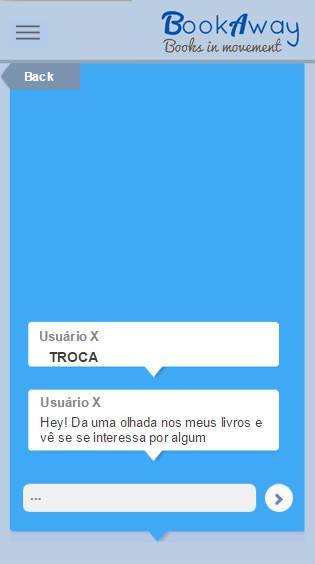 BookAway
Books in movement
Back
Usuário X
TROCA
Usuário X
Hey! Da uma olhada nos meus livros e
vê se se interessa por algum
...